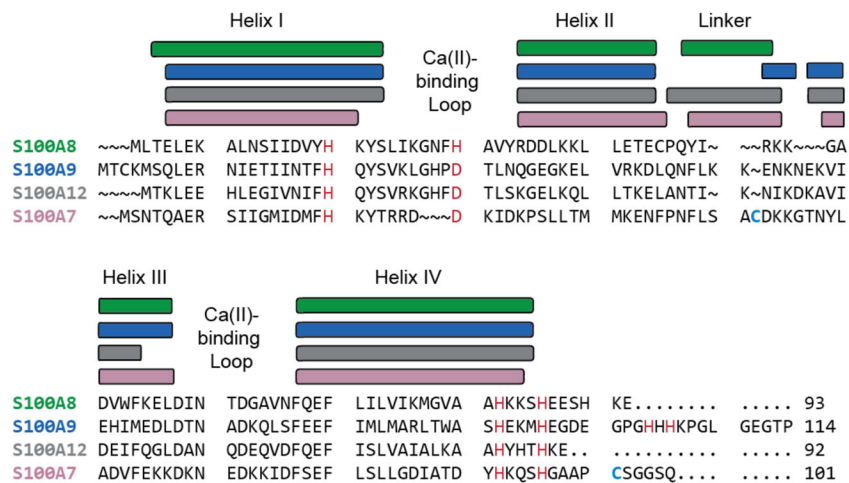 Helix I Helix II Linker
Ca(II)-
binding
Loop
S100A8 ~~~MLTELEK ALNSIIDVYH KYSLIKGNFH AVYRDDLKKL LETECPQYI~ ~~RKK~~~GA
S100A9 MTCKMSQLER NIETIINTFH QYSVKLGHPD TLNQGEGKEL VRKDLQNFLK K~ENKNEKVI
S100A12 ~~~~MTKLEE HLEGIVNIFH QYSVRKGHFD TLSKGELKQL LTKELANTI~ K~NIKDKAVI
S100A7 ~~MSNTQAER SIIGMIDMFH KYTRRD~~~D KIDKPSLLTM MKENFPNFLS ACDKKGTNYL
Helix III Helix IV
Ca(II)-
binding
Loop
S100A8 DVWFKELDIN TDGAVNFQEF LILVIKMGVA AHKKSHEESH KE........ ..... 93
S100A9 EHIMEDLDTN ADKQLSFEEF IMLMARLTWA SHEKMHEGDE GPGHHHKPGL GEGTP 114
S100A12 DEIFQGLDAN QDEQVDFQEF ISLVAIALKA AHYHTHKE.. .......... ..... 92
S100A7 ADVFEKKDKN EDKKIDFSEF LSLLGDIATD YHKQSHGAAP CSGGSQ.... ..... 101